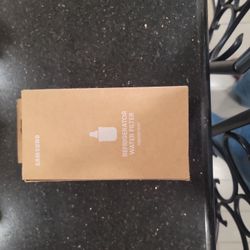 SAMSUNG
REFRIGERATOR
WATER FILTER